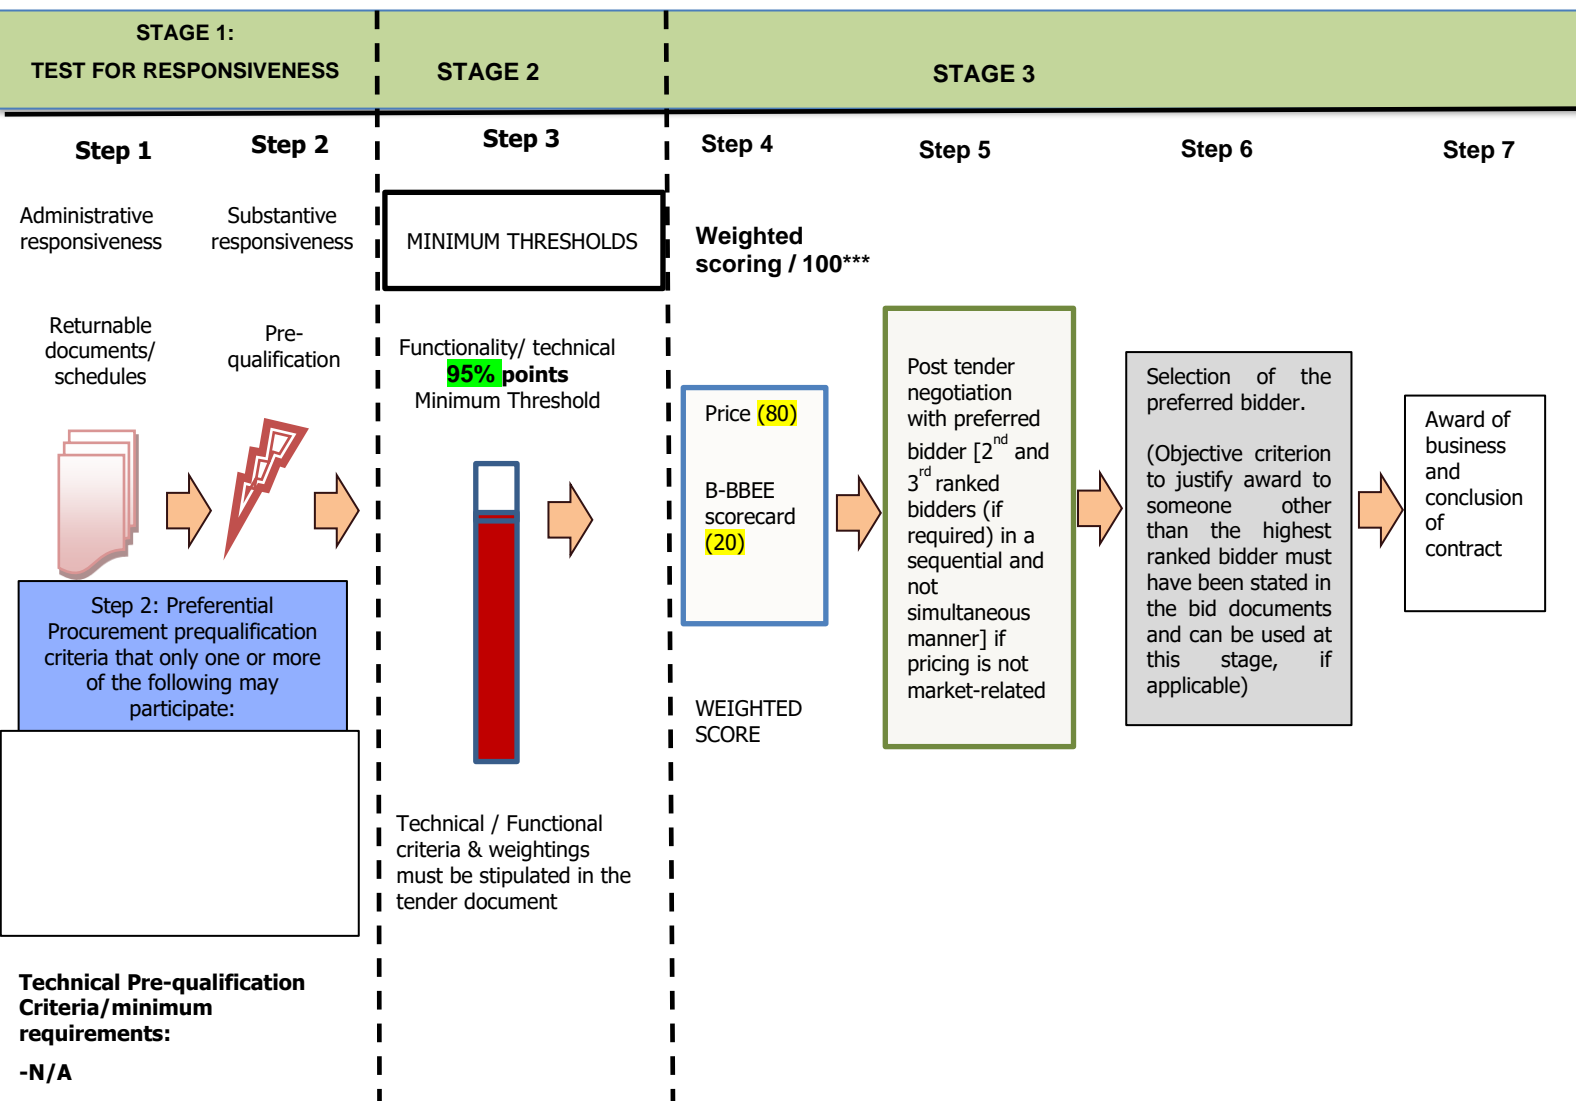 STAGE 1:
TEST FOR RESPONSIVENESS
STAGE 2
STAGE 3
Step 1
Step 2
Step 3
Step 4
Step 5
Step 6
Step 7
Administrative
responsiveness
Substantive
responsiveness
MINIMUM THRESHOLDS
Weighted
scoring / 100***
Returnable
documents/
schedules
Pre-
qualification
Functionality/ technical
95% points
Minimum Threshold
Price (80)
B-BBEE
scorecard
(20)
Post tender
negotiation
with preferred
bidder [2nd and
3rd ranked
bidders (if
required) in a
sequential and
not
simultaneous
manner] if
pricing is not
market-related
Selection of the
preferred bidder.
(Objective criterion
to justify award to
someone other
than the highest
ranked bidder must
have been stated in
the bid documents
and can be used at
this stage, if
applicable)
Award of
business
and
conclusion
of
contract
Step 2: Preferential
Procurement prequalification
criteria that only one or more
of the following may
participate:
WEIGHTED
SCORE
Technical / Functional
criteria & weightings
must be stipulated in the
tender document
Technical Pre-qualification
Criteria/minimum
requirements:
-N/A